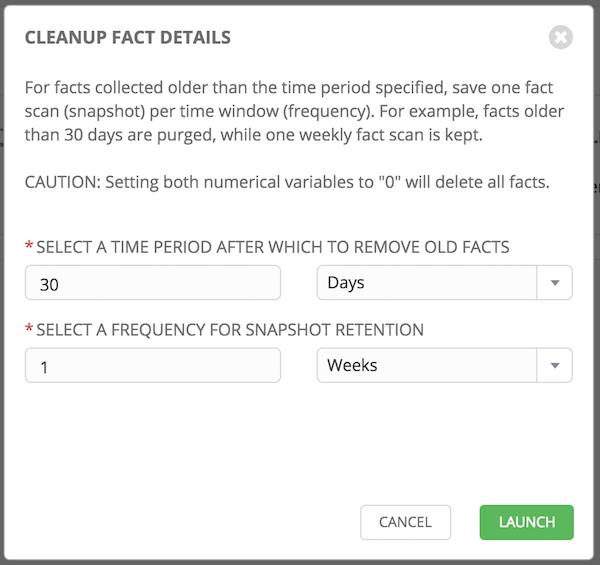 CLEANUP FACT DETAILS
For facts collected older than the time period specified, save one fact
scan (snapshot) per time window (frequency). For example, facts older
than 30 days are purged, while one weekly fact scan is kept.
CAUTION: Setting both numerical variables to "0" will delete all facts.
* SELECT A TIME PERIOD AFTER WHICH TO REMOVE OLD FACTS
30 Days
* SELECT A FREQUENCY FOR SNAPSHOT RETENTION
1 Weeks
CANCEL LAUNCH